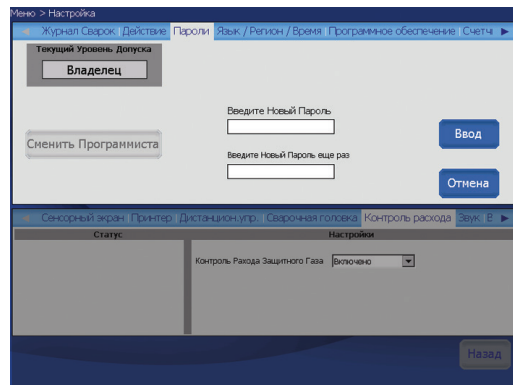 Меню > Настройка
Журнал Сварок Действие Пароли Язык / Регион / Время Программное обеспечение Счетч
Текущий Уровень Допуска
Владелец
Введите Новый Пароль
Ввод
Сменить Программиста
Введите Новый Пароль еще раз
Отмена
Сенсорный экран Принтер Дистанцион.упр. Сварочная головка Контроль расхода Звук В
Статус
Настройки
Контроль Рахода Защитного Газа Включено
Назад